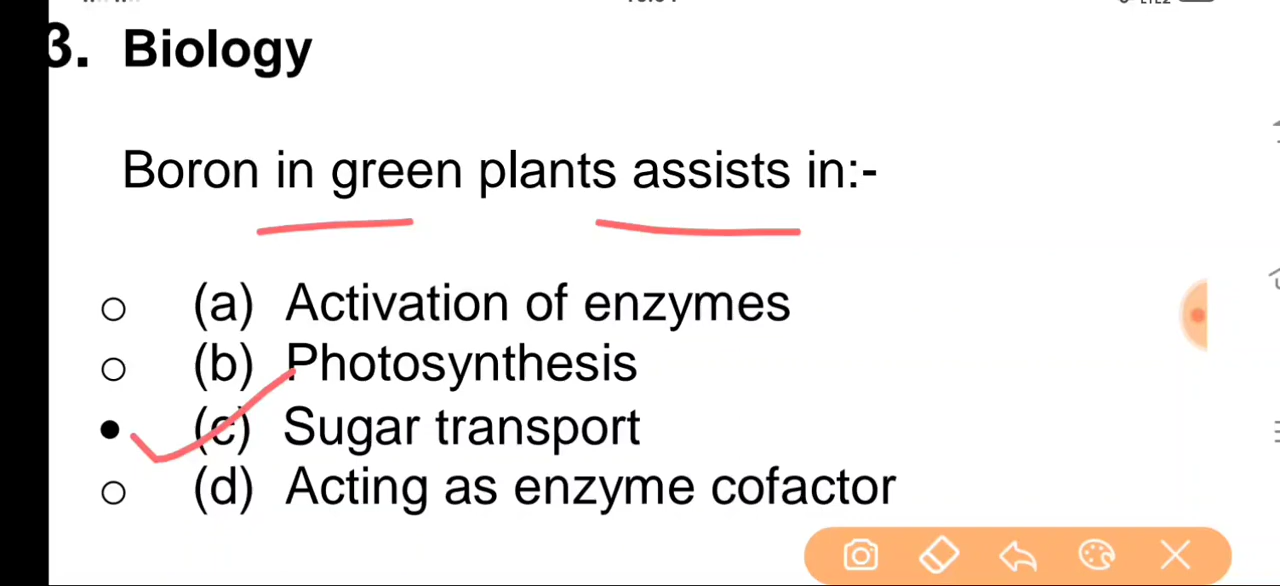 3. Biology
Boron in green plants assists in:-
(a) Activation of enzymes
(b) Photosynthesis
(c) Sugar transport
(d) Acting as enzyme cofactor